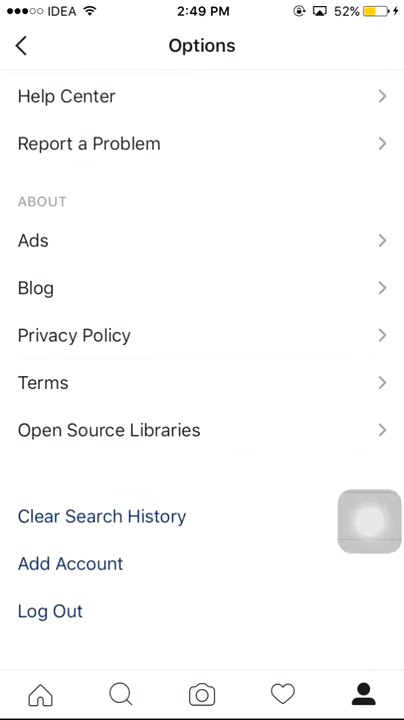 IDEA 2:49 PM 52%
Options
Help Center
Report a Problem
ABOUT
Ads
Blog
Privacy Policy
Terms
Open Source Libraries
Clear Search History
Add Account
Log Out